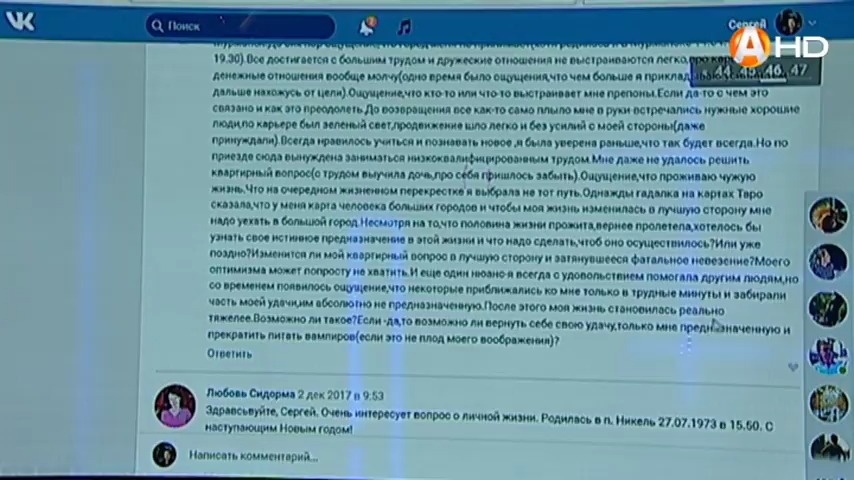 Поиск
2
Сергей
HD
44 45 46 47
19.30).Все достигается с большим трудом и дружеские отношения не выстраиваются легко,про
денежные отношения вообще молчу(одно время было ощущения,что чем больше я
дальше нахожусь от цели).Ощущение,что кто-то или что-то выстраивает мне препоны.Если да-то с чем это
связано и как это преодолеть.До возвращения все как-то само плыло мне в руки-встречались нужные хорошие
люди,по карьере был зеленый свет,продвижение шло легко и без усилий с моей стороны(даже
принуждали).Всегда нравилось учиться и познавать новое ,я была уверена раньше,что так будет всегда.Но по
приезде сюда вынуждена заниматься низкоквалифицированным трудом.Мне даже не удалось решить
квартирный вопрос(о трудом выучила дочь,про себя пришлось забыть).Ощущение,что проживаю чужую
жизнь.Что на очередном жизненном перекрестке я выбрала не тот путь.Однажды гадалка на картах Таро
сказала,что у меня карта человека больших городов и чтобы моя жизнь изменилась в лучшую сторону мне
надо уехать в большой город.Несмотря на то,что половина жизни прожита,вернее пролетела,хотелось бы
узнать свое истинное предназначение в этой жизни и что надо сделать,чтоб оно осуществилось?Или уже
поздно?Изменится ли мой квартирный вопрос в лучшую сторону и затянувшееся фатальное невезение?Моего
оптимизма может попросту не хватить.И еще один нюанс-я всегда с удовольствием помогала другим людям,но
со временем появилось ощущение,что некоторые приближались ко мне только в трудные минуты и забирали
часть моей удачи,им абсолютно не предназначенную.После этого моя жизнь становилась реально
тяжелее.Возможно ли такое?Если -да,то возможно ли вернуть себе свою удачу,только мне предназначенную и
прекратить питать вампиров(если это не плод моего воображения)?
Ответить
Любовь Сидорма 2 дек 2017 в 9:53
Здравсьвуйте, Сергей. Очень интересует вопрос о личной жизни. Родилась в п. Никель 27.07.1973 в 15.50. С
наступающим Новым годом!
Написать комментарий...